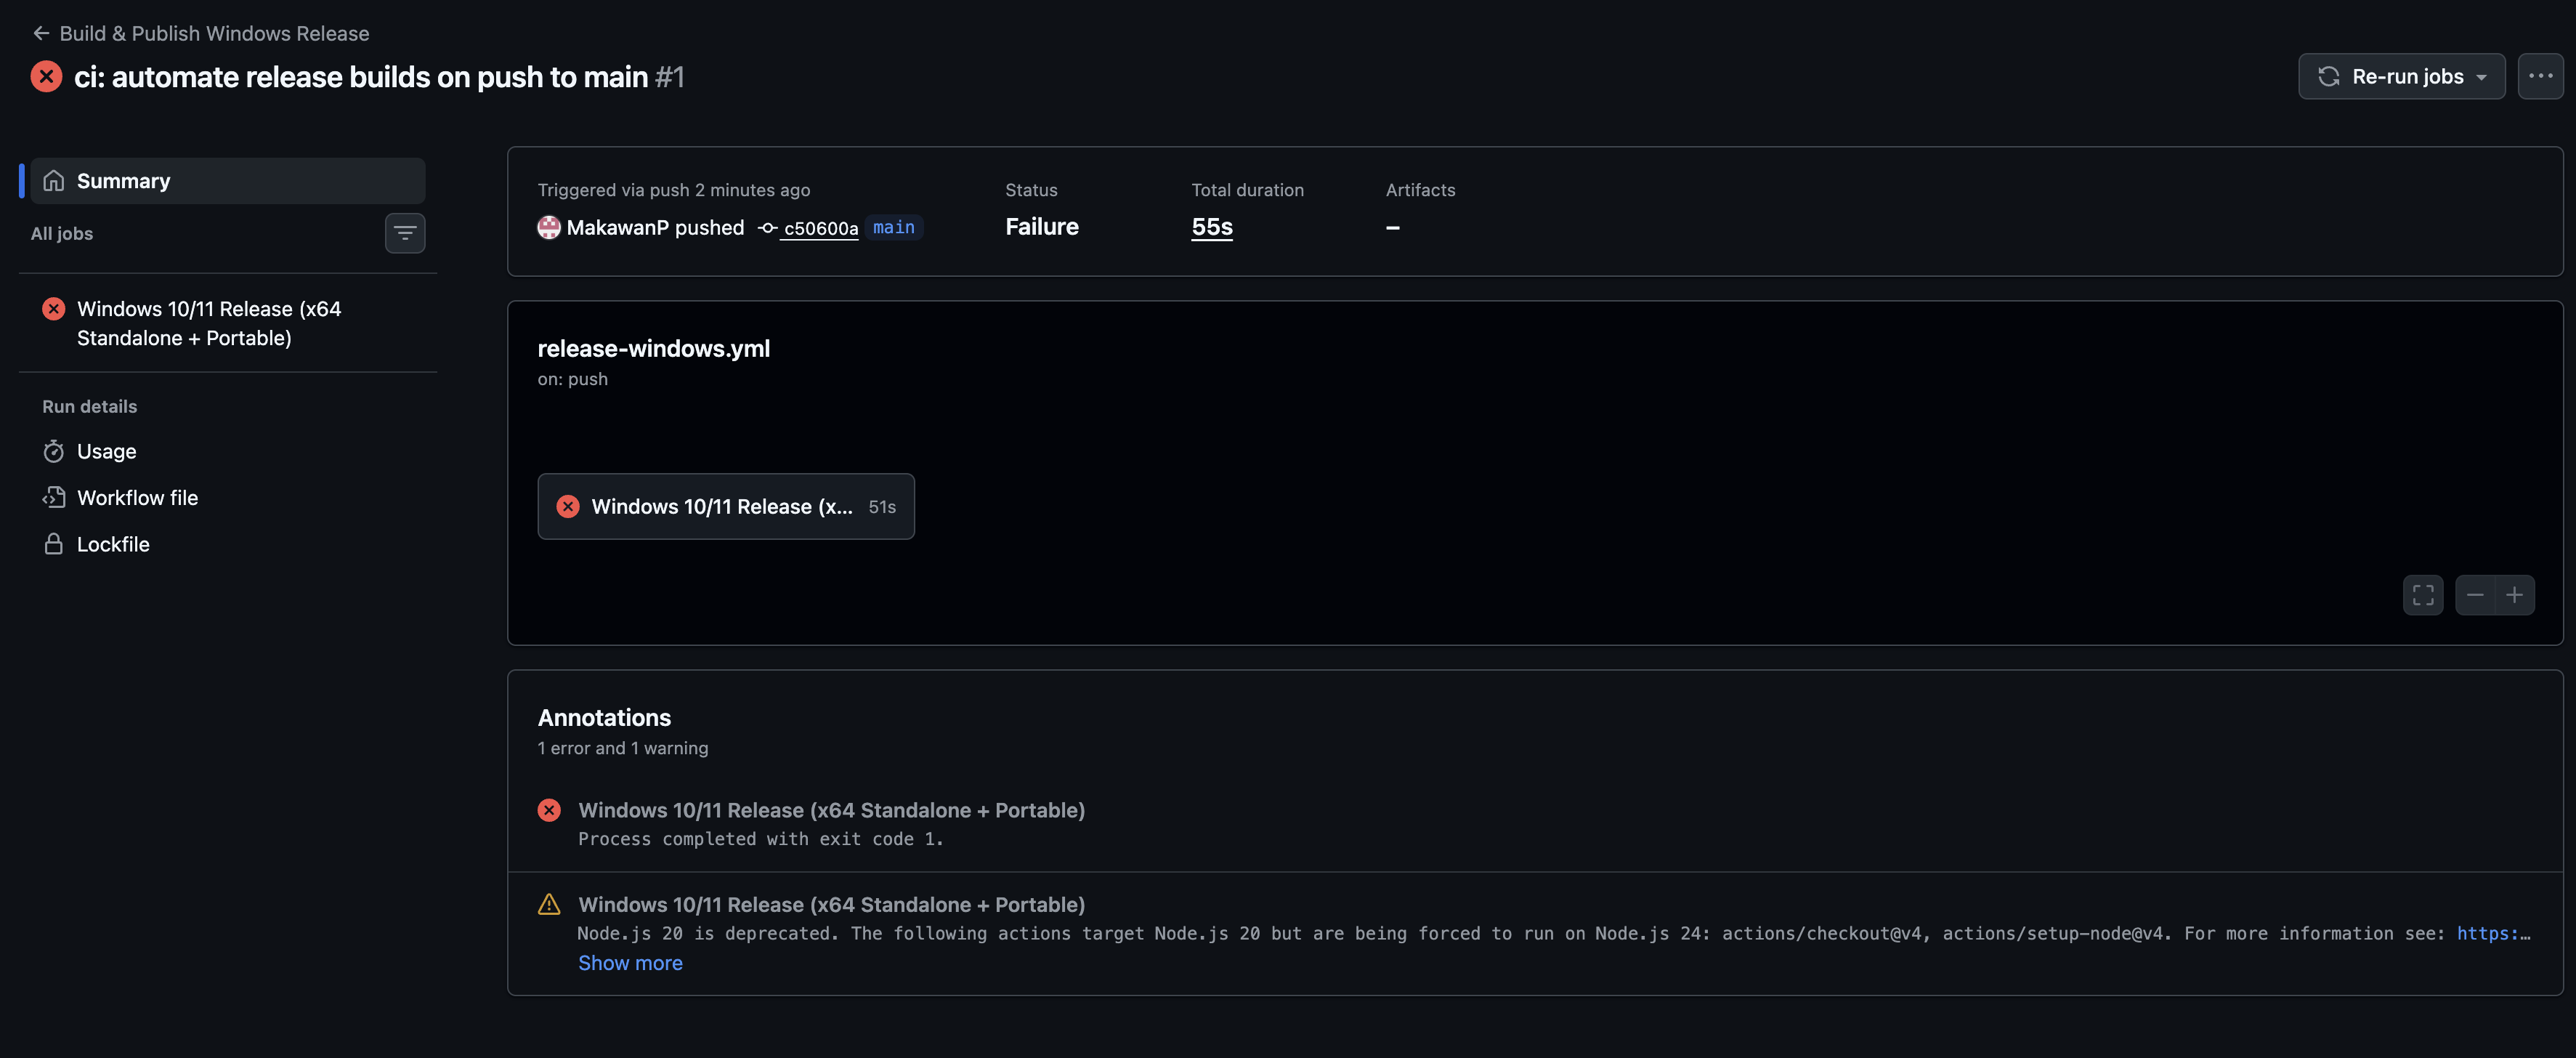 Build & Publish Windows Release
ci: automate release builds on push to main #1
Re-run jobs
Summary
All jobs
Windows 10/11 Release (x64
Standalone + Portable)
Run details
Usage
Workflow file
Lockfile
Triggered via push 2 minutes ago
MakawanP pushed c50600a main
Status
Failure
Total duration
55s
Artifacts
–
release-windows.yml
on: push
Windows 10/11 Release (x... 51s
Annotations
1 error and 1 warning
Windows 10/11 Release (x64 Standalone + Portable)
Process completed with exit code 1.
Windows 10/11 Release (x64 Standalone + Portable)
Node.js 20 is deprecated. The following actions target Node.js 20 but are being forced to run on Node.js 24: actions/checkout@v4, actions/setup-node@v4. For more information see: https:…
Show more